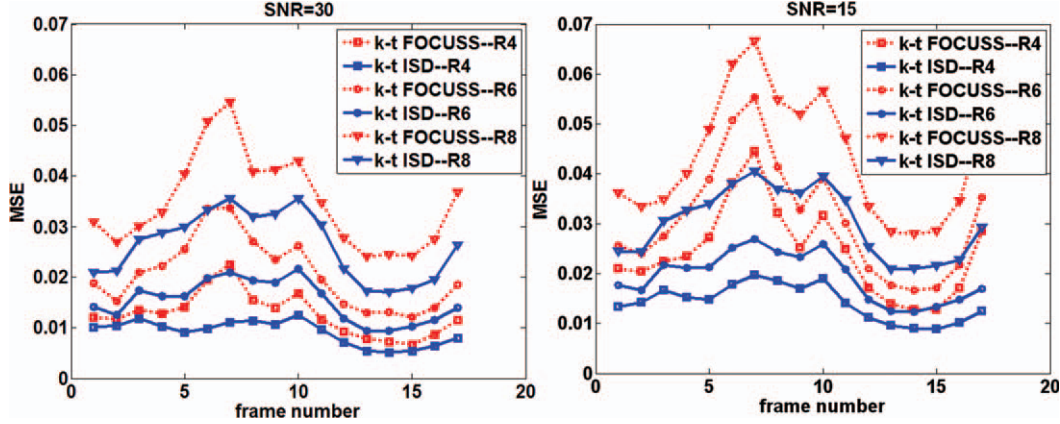 SNR=30
0.07
0.06
0.05
0.04
0.03
0.02
0.01
0
MSE
k-t FOCUSS--R4
k-t ISD--R4
k-t FOCUSS--R6
k-t ISD--R6
k-t FOCUSS--R8
k-t ISD--R8
0 5 10 15 20
frame number
SNR=15
0.07
0.06
0.05
0.04
0.03
0.02
0.01
0
MSE
k-t FOCUSS--R4
k-t ISD--R4
k-t FOCUSS--R6
k-t ISD--R6
k-t FOCUSS--R8
k-t ISD--R8
0 5 10 15 20
frame number